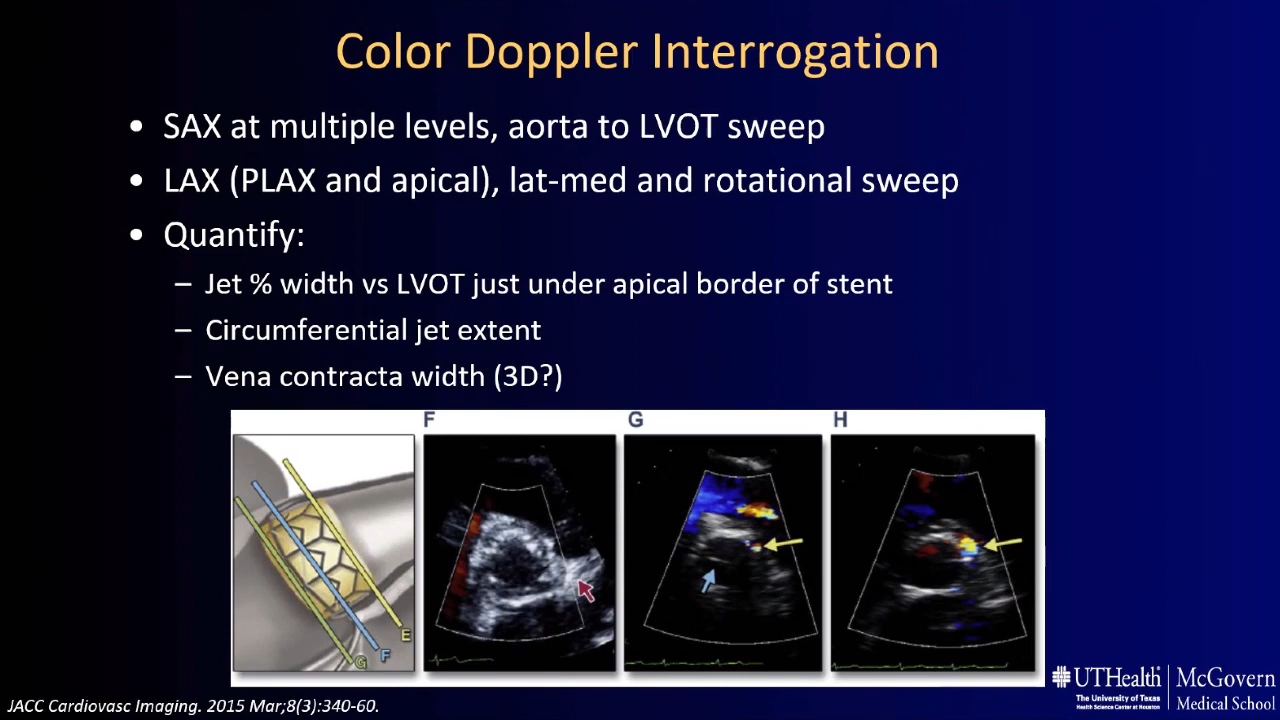 Color Doppler Interrogation
• SAX at multiple levels, aorta to LVOT sweep
• LAX (PLAX and apical), lat-med and rotational sweep
• Quantify:
– Jet % width vs LVOT just under apical border of stent
– Circumferential jet extent
– Vena contracta width (3D?)
F G H
E
F
G
UTHealth
The University of Texas
Health Science Center at Houston
McGovern
Medical School
JACC Cardiovasc Imaging. 2015 Mar;8(3):340-60.